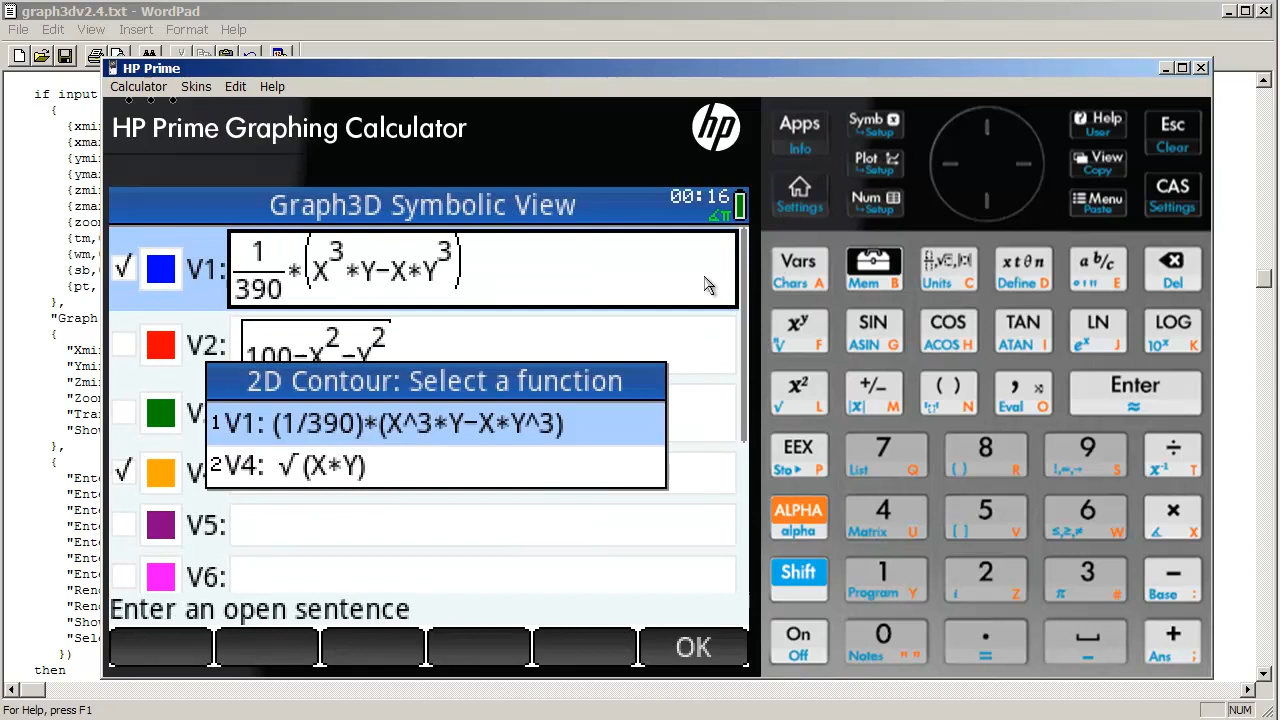 graph3dv2.4.txt - WordPad
File Edit View Insert Format Help
if input
{
{xmi
{xma
{ymi
{yma
{zmi
{zma
{zoo
{tm,
{wm,
{sb,
{pt,
},
"Graph
{
"Xmi
"Ymi
"Zoo
"Tra
"Sho
},
{
"Ente
"Ente
"Ente
"Ente
"Ente
"Ente
"Ren
"Ren
"Sho
"Sel
})
then
HP Prime
Calculator Skins Edit Help
HP Prime Graphing Calculator
hp
Graph3D Symbolic View 00:16 ∡π
V1: 1/390*(X^3*Y-X*Y^3)
V2: √100-X^2-Y^2
2D Contour: Select a function
1 V1: (1/390)*(X^3*Y-X*Y^3)
2 V4: √(X*Y)
V5:
V6:
Enter an open sentence
OK
Apps Info
Symb Setup
Plot Setup
Num Setup
Settings
Help User
View Copy
Menu Paste
Esc Clear
CAS Settings
Vars Chars A
Mem B
Units C
x t θ n Define D
a b/c E
Del
x^y F
SIN ASIN G
COS ACOS H
TAN ATAN I
LN e^x J
LOG 10^x K
x² √ L
+/- |x| M
( ) N
, Eval O
Enter ≈
EEX Sto▸ P
7 List Q
8 { } R
9 !,∞,→ S
÷ x⁻¹ T
ALPHA alpha
4 Matrix U
5 [ ] V
6 ≤,≥,≠ W
× ∡ X
Shift
1 Program Y
2 i Z
3 π #
− Base :
On Off
0 Notes " "
. =
_
+ Ans ;
For Help, press F1
NUM